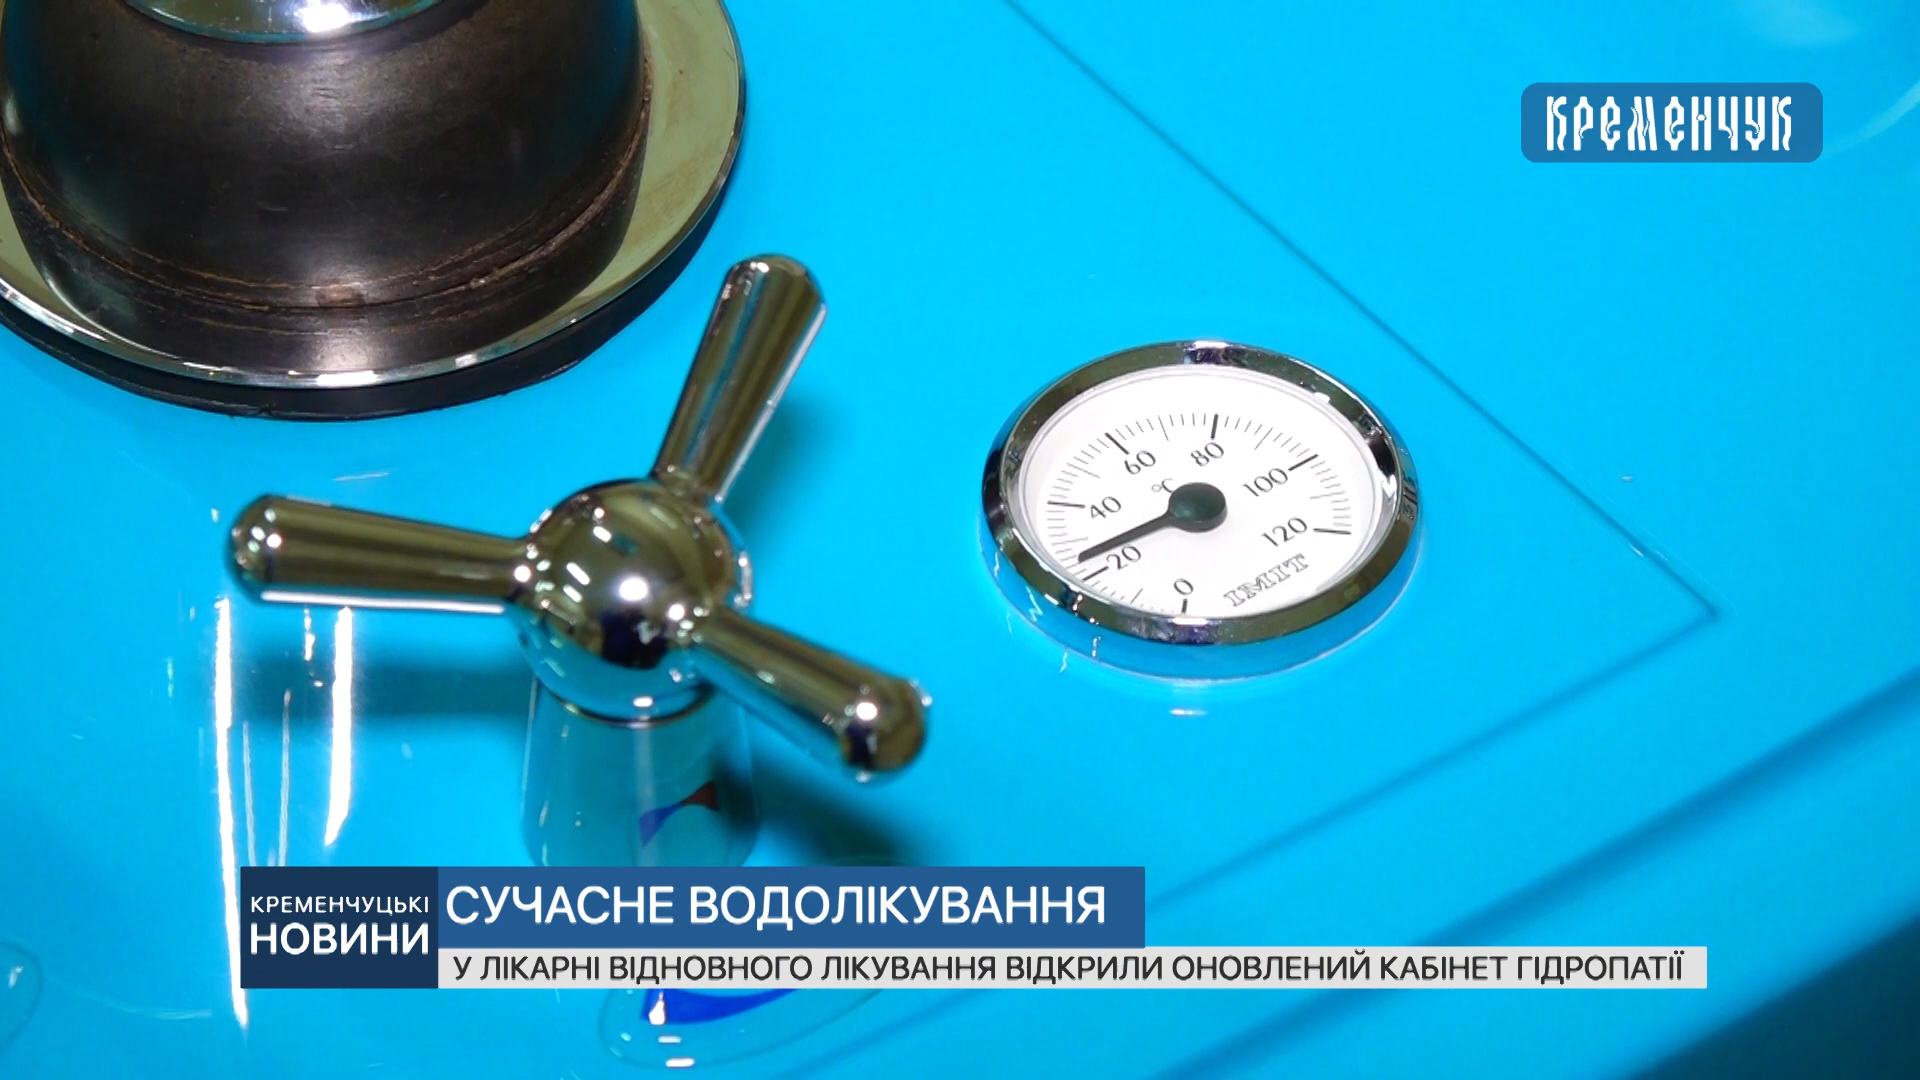 КРЕМЕНЧУК
60
80
°C
40
100
20
120
0
IMIT
КРЕМЕНЧУЦЬКІ
НОВИНИ
СУЧАСНЕ ВОДОЛІКУВАННЯ
У ЛІКАРНІ ВІДНОВНОГО ЛІКУВАННЯ ВІДКРИЛИ ОНОВЛЕНИЙ КАБІНЕТ ГІДРОПАТІЇ